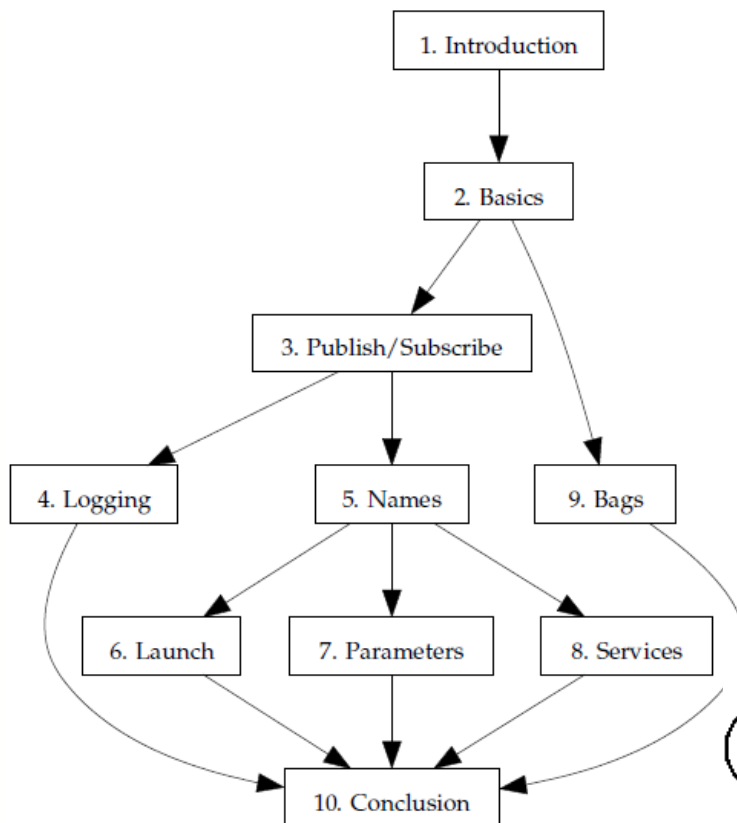 1. Introduction
2. Basics
3. Publish/Subscribe
4. Logging
5. Names
9. Bags
6. Launch
7. Parameters
8. Services
10. Conclusion